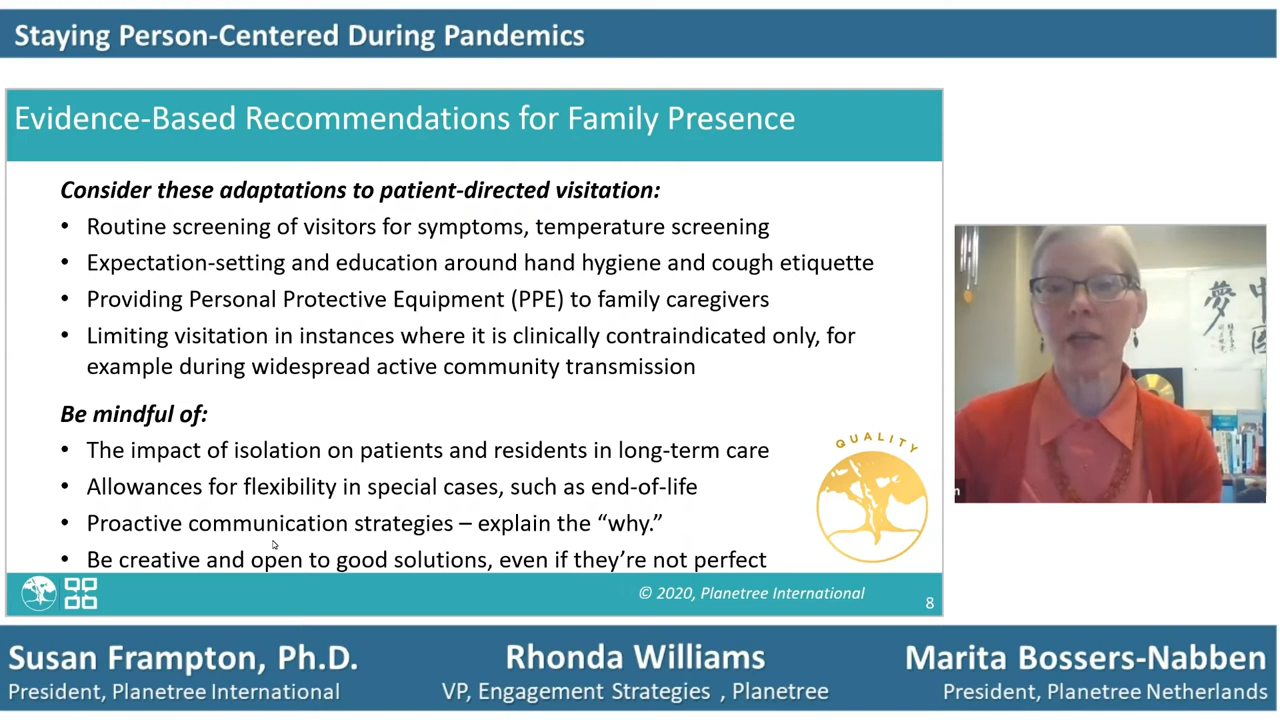 Staying Person-Centered During Pandemics
Evidence-Based Recommendations for Family Presence
Consider these adaptations to patient-directed visitation:
• Routine screening of visitors for symptoms, temperature screening
• Expectation-setting and education around hand hygiene and cough etiquette
• Providing Personal Protective Equipment (PPE) to family caregivers
• Limiting visitation in instances where it is clinically contraindicated only, for
example during widespread active community transmission
Be mindful of:
• The impact of isolation on patients and residents in long-term care
• Allowances for flexibility in special cases, such as end-of-life
• Proactive communication strategies – explain the “why.”
• Be creative and open to good solutions, even if they’re not perfect
QUALITY
© 2020, Planetree International
8
夢
中
國
Susan Frampton, Ph.D.
President, Planetree International
Rhonda Williams
VP, Engagement Strategies , Planetree
Marita Bossers-Nabben
President, Planetree Netherlands